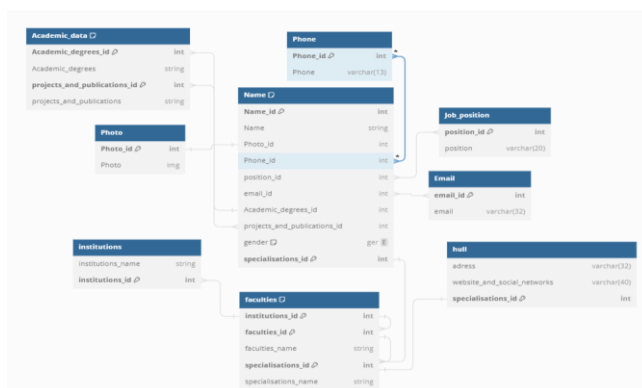 Academic_data
Academic_degrees_id int
Academic_degrees string
projects_and_publications_id int
projects_and_publications string
Phone
Phone_id int
Phone varchar(13)
Name
Name_id int
Name string
Photo_id int
Phone_id int
position_id int
email_id int
Academic_degrees_id int
projects_and_publications_id int
gender ger E
specialisations_id int
Photo
Photo_id int
Photo img
Job_position
position_id int
position varchar(20)
Email
email_id int
email varchar(32)
institutions
institutions_name string
institutions_id int
hull
adress varchar(32)
website_and_social_networks varchar(40)
specialisations_id int
faculties
institutions_id int
faculties_id int
faculties_name string
specialisations_id int
specialisations_name string